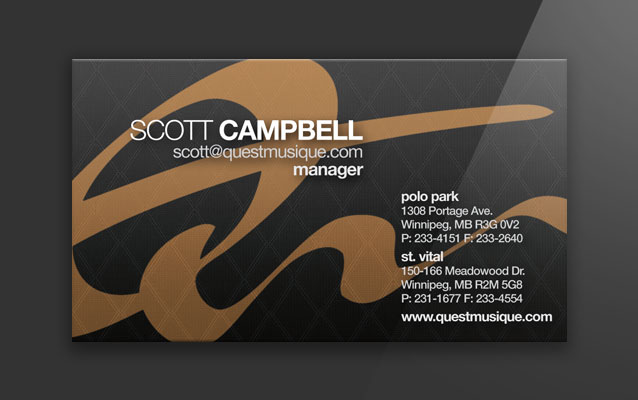 SCOTT CAMPBELL
scott@questmusique.com
manager
polo park
1308 Portage Ave.
Winnipeg, MB R3G 0V2
P: 233-4151 F: 233-2640
st. vital
150-166 Meadowood Dr.
Winnipeg, MB R2M 5G8
P: 231-1677 F: 233-4554
www.questmusique.com